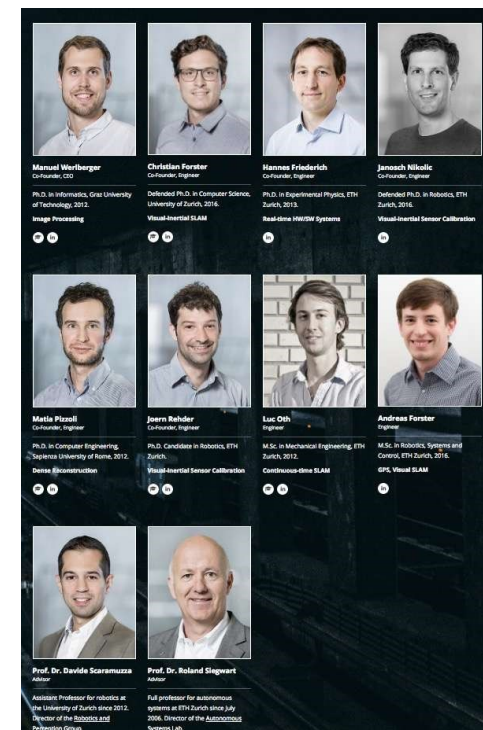 Manuel Werlberger
Co-Founder, CEO
Ph.D. in Informatics, Graz University
of Technology, 2012.
Image Processing
in
Christian Forster
Co-Founder, Engineer
Defended Ph.D. in Computer Science,
University of Zurich, 2016.
Visual-Inertial SLAM
in
Hannes Friederich
Co-Founder, Engineer
Ph.D. in Experimental Physics, ETH
Zurich, 2013.
Real-time HW/SW Systems
in
Janosch Nikolic
Co-Founder, Engineer
Defended Ph.D. in Robotics, ETH
Zurich, 2016.
Visual-Inertial Sensor Calibration
in
Matia Pizzoli
Co-Founder, Engineer
Ph.D. in Computer Engineering,
Sapienza University of Rome, 2012.
Dense Reconstruction
in
Joern Rehder
Co-Founder, Engineer
Ph.D. Candidate in Robotics, ETH
Zurich.
Visual-Inertial Sensor Calibration
in
Luc Oth
Engineer
M.Sc. in Mechanical Engineering, ETH
Zurich, 2012.
Continuous-time SLAM
in
Andreas Forster
Engineer
M.Sc. in Robotics, Systems and
Control, ETH Zurich, 2016.
GPS, Visual SLAM
in
Prof. Dr. Davide Scaramuzza
Advisor
Assistant Professor for robotics at
the University of Zurich since 2012.
Director of the Robotics and
Perception Group.
Prof. Dr. Roland Siegwart
Advisor
Full professor for autonomous
systems at ETH Zurich since July
2006. Director of the Autonomous
Systems Lab.